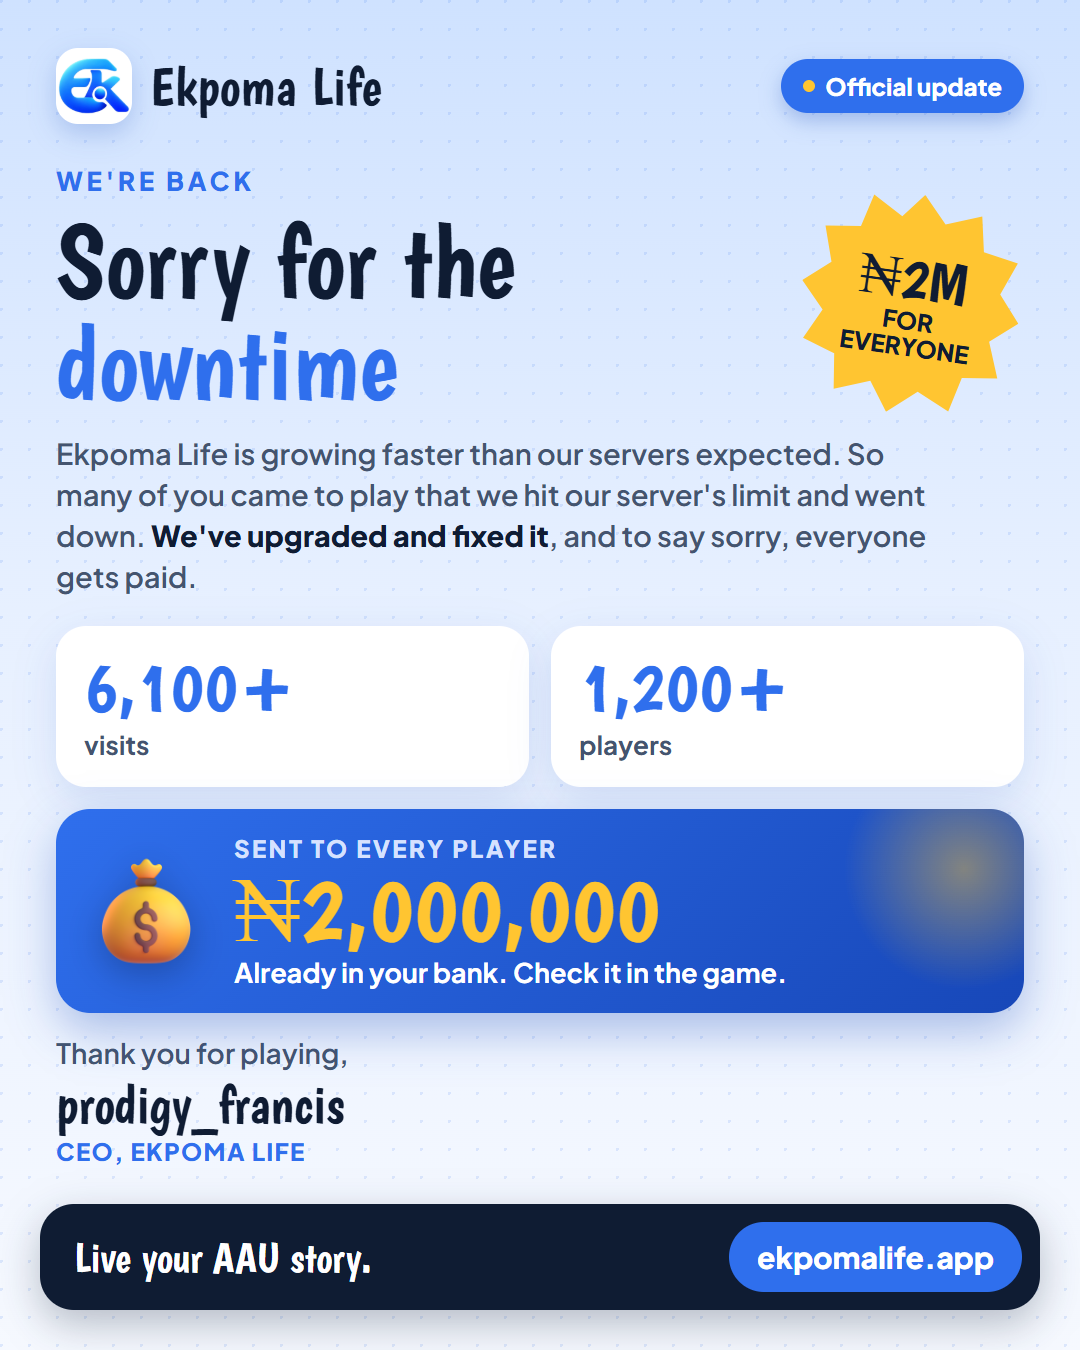 Ek
Ekpoma Life
Official update
WE'RE BACK
Sorry for the
downtime
₦2M
FOR
EVERYONE
Ekpoma Life is growing faster than our servers expected. So
many of you came to play that we hit our server's limit and went
down. We've upgraded and fixed it, and to say sorry, everyone
gets paid.
6,100+
visits
1,200+
players
$
SENT TO EVERY PLAYER
₦2,000,000
Already in your bank. Check it in the game.
Thank you for playing,
prodigy_francis
CEO, EKPOMA LIFE
Live your AAU story.
ekpomalife.app